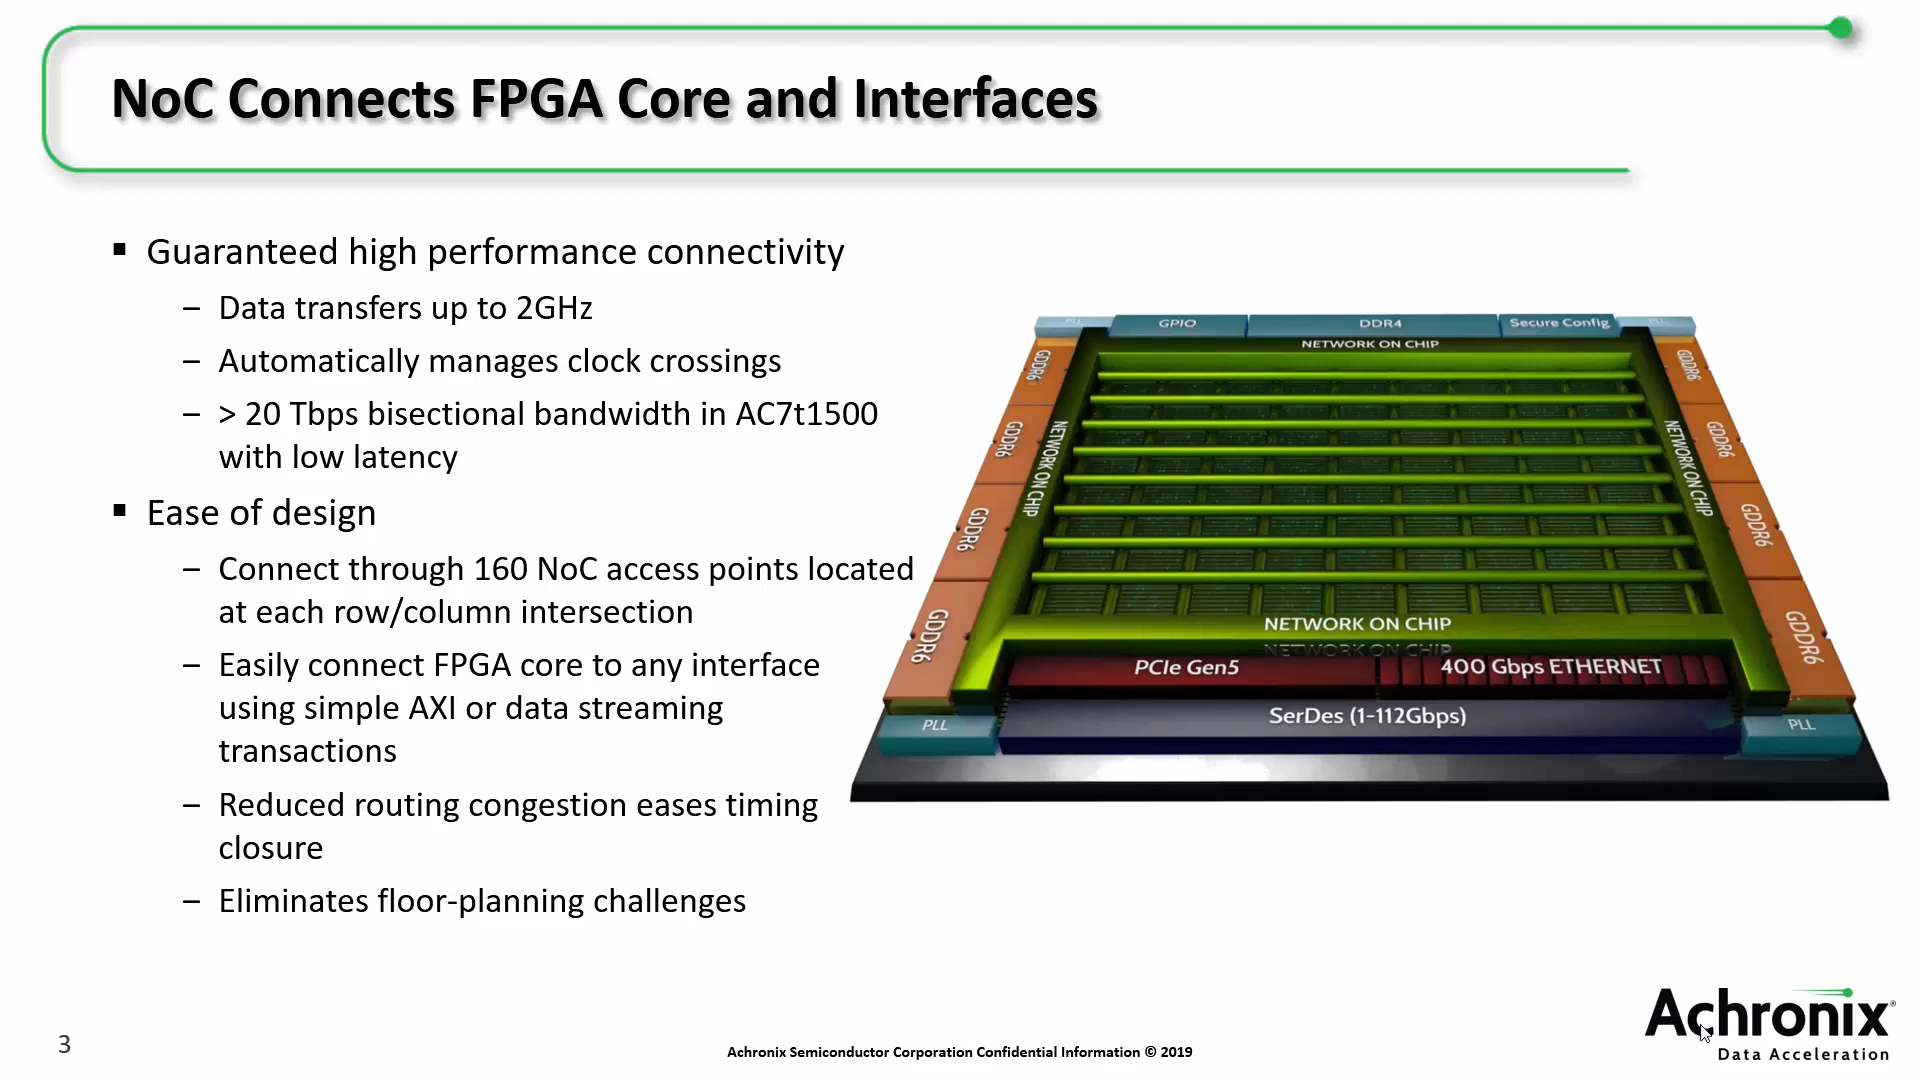 NoC Connects FPGA Core and Interfaces
▪ Guaranteed high performance connectivity
– Data transfers up to 2GHz
– Automatically manages clock crossings
– > 20 Tbps bisectional bandwidth in AC7t1500
with low latency
▪ Ease of design
– Connect through 160 NoC access points located
at each row/column intersection
– Easily connect FPGA core to any interface
using simple AXI or data streaming
transactions
– Reduced routing congestion eases timing
closure
– Eliminates floor-planning challenges
PLL
GPIO
DDR4
Secure Config
PLL
NETWORK ON CHIP
GDDR6
GDDR6
GDDR6
GDDR6
NETWORK ON CHIP
NETWORK ON CHIP
GDDR6
GDDR6
GDDR6
GDDR6
NETWORK ON CHIP
NETWORK ON CHIP
PCIe Gen5
400 Gbps ETHERNET
SerDes (1-112Gbps)
PLL
PLL
Achronix®
Data Acceleration
3
Achronix Semiconductor Corporation Confidential Information © 2019